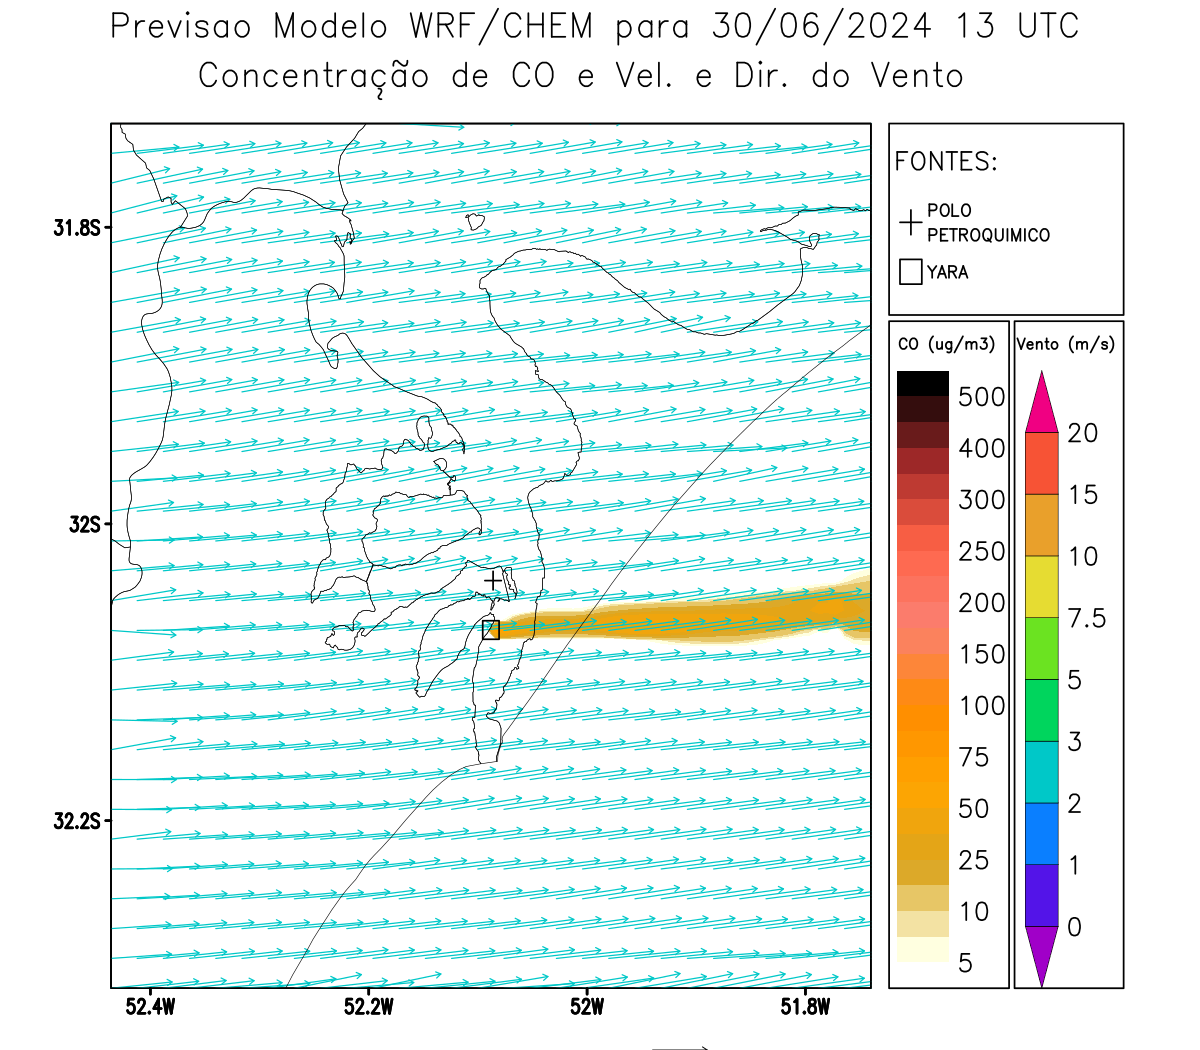 Previsao Modelo WRF/CHEM para 30/06/2024 13 UTC
Concentração de CO e Vel. e Dir. do Vento
FONTES:
POLO
PETROQUIMICO
YARA
CO (ug/m3)
500
400
300
250
200
150
100
75
50
25
10
5
Vento (m/s)
20
15
10
7.5
5
3
2
1
0
31.8S
32S
32.2S
52.4W
52.2W
52W
51.8W